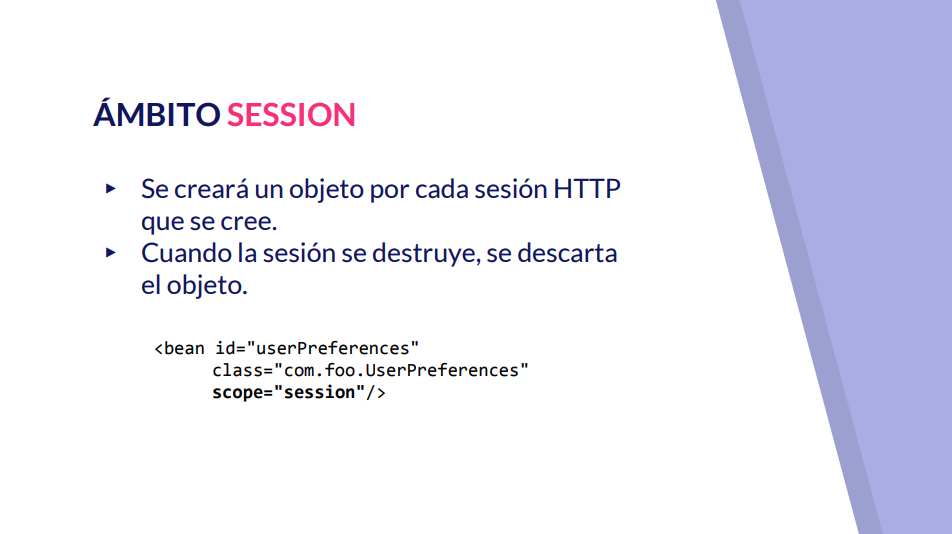 ÁMBITO SESSION
▸ Se creará un objeto por cada sesión HTTP
que se cree.
▸ Cuando la sesión se destruye, se descarta
el objeto.
<bean id="userPreferences"
class="com.foo.UserPreferences"
scope="session"/>